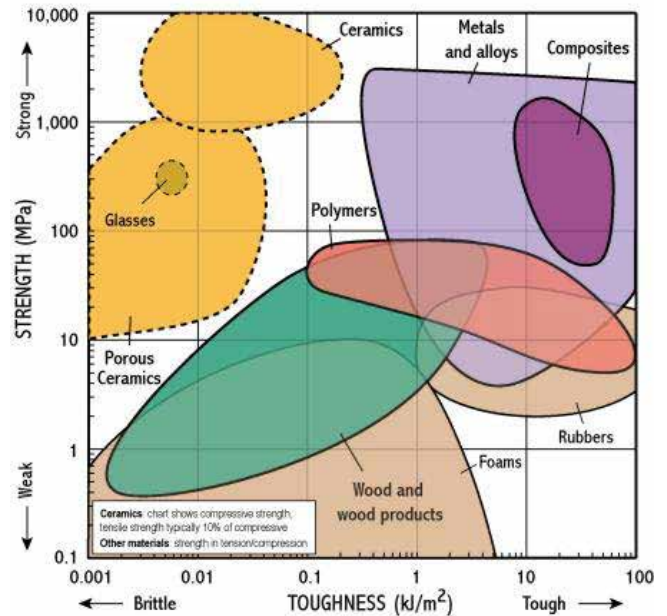 10,000
1,000
100
10
1
0.1
Strong
STRENGTH (MPa)
Weak
Ceramics
Metals
and alloys
Composites
Glasses
Polymers
Porous
Ceramics
Rubbers
Foams
Wood and
wood products
Ceramics chart shows compressive strength,
tensile strength typically 10% of compressive
Other materials strength in tension/compression
0.001 0.01 0.1 1 10 100
Brittle TOUGHNESS (kJ/m²) Tough